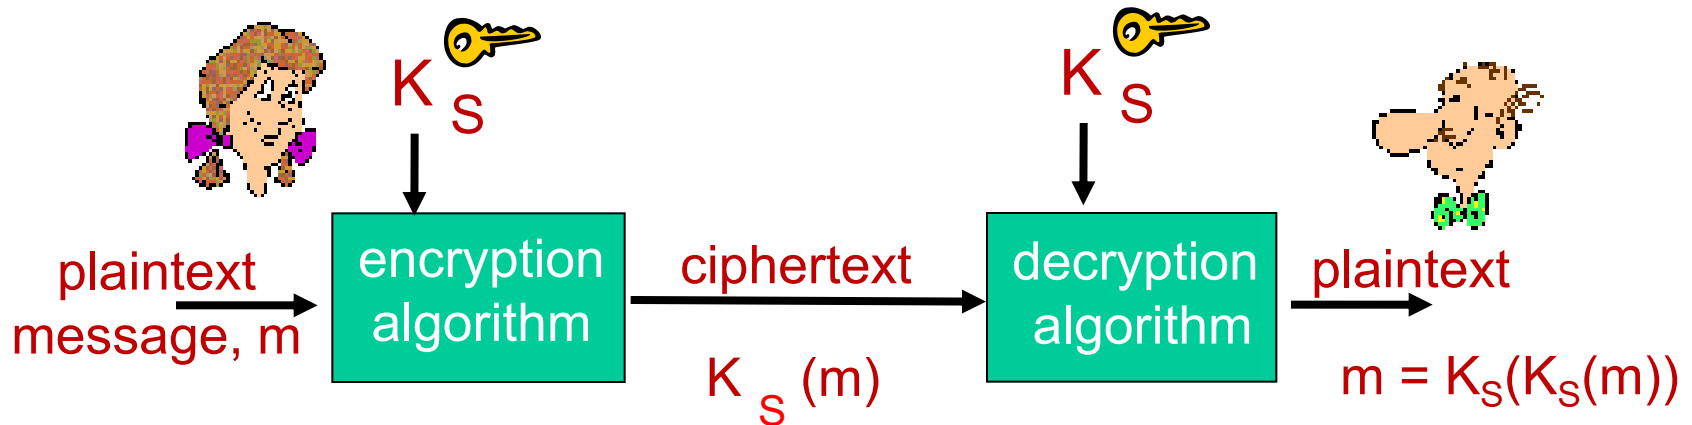 K S
K S
plaintext
message, m
encryption
algorithm
ciphertext
K S (m)
decryption
algorithm
plaintext
m = KS(KS(m))